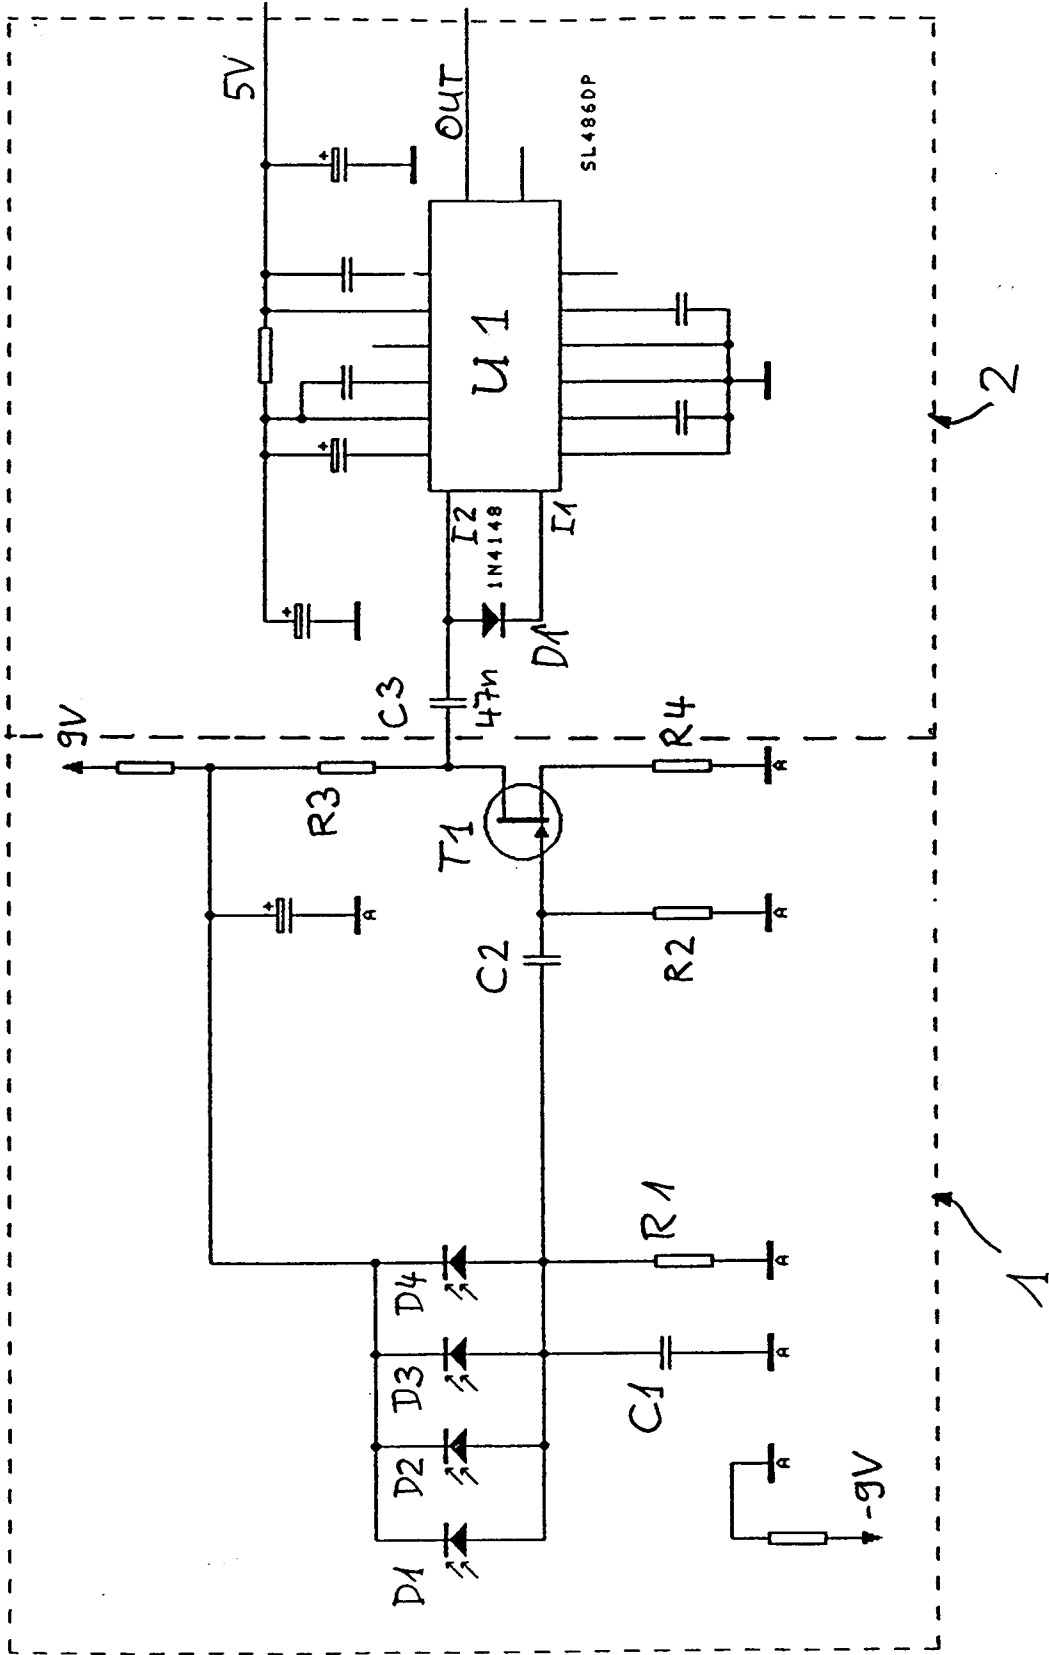 D1
D2
D3
D4
C1
R1
-9V
A
A
A
C2
R2
A
A
T1
R3
9V
R4
A
C3
47n
D1
1N4148
I2
I1
U1
5V
OUT
SL486DP
1
2